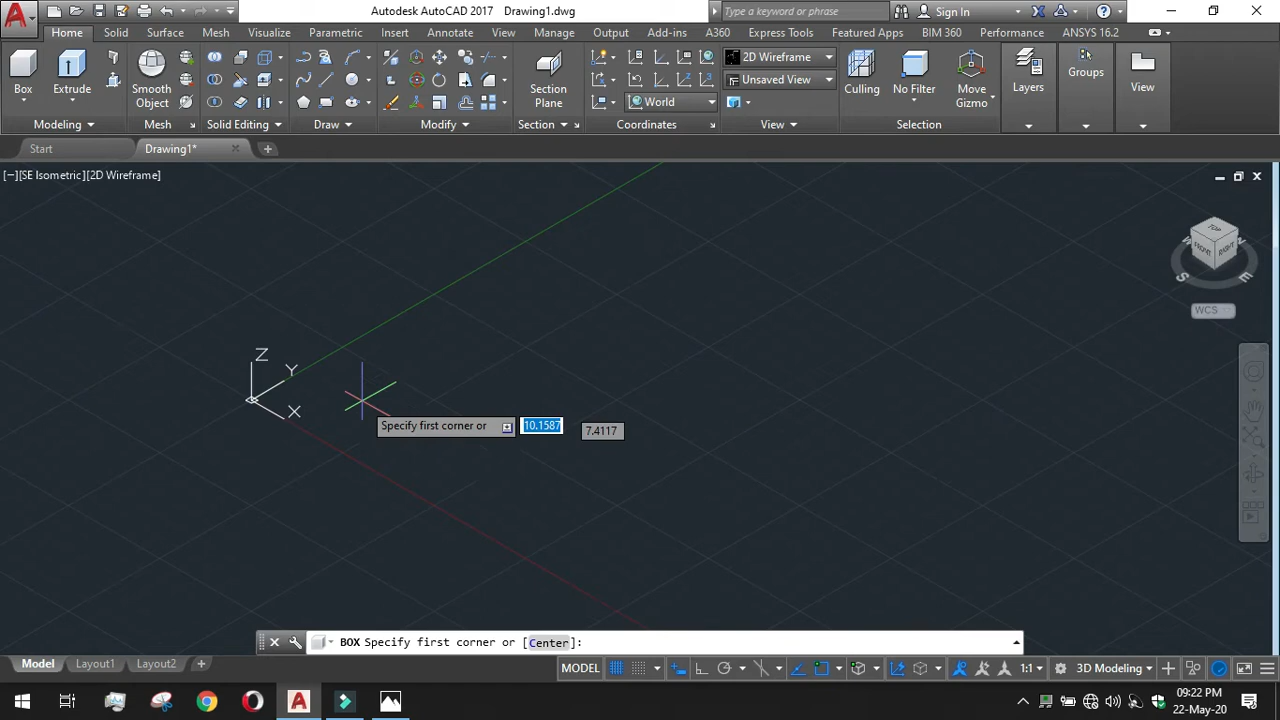 Autodesk AutoCAD 2017 Drawing1.dwg
Type a keyword or phrase
Sign In
Home Solid Surface Mesh Visualize Parametric Insert Annotate View Manage Output Add-ins A360 Express Tools Featured Apps BIM 360 Performance ANSYS 16.2
Box
Extrude
Smooth Object
Section Plane
World
2D Wireframe
Unsaved View
Culling
No Filter
Move Gizmo
Layers
Groups
View
Modeling
Mesh
Solid Editing
Draw
Modify
Section
Coordinates
View
Selection
Start
Drawing1*
[−][SE Isometric][2D Wireframe]
TOP
FRONT
RIGHT
W
N
S
E
WCS
Z
Y
X
Specify first corner or
10.1587
7.4117
BOX Specify first corner or [Center]:
Model Layout1 Layout2
MODEL
1:1
3D Modeling
09:22 PM
22-May-20